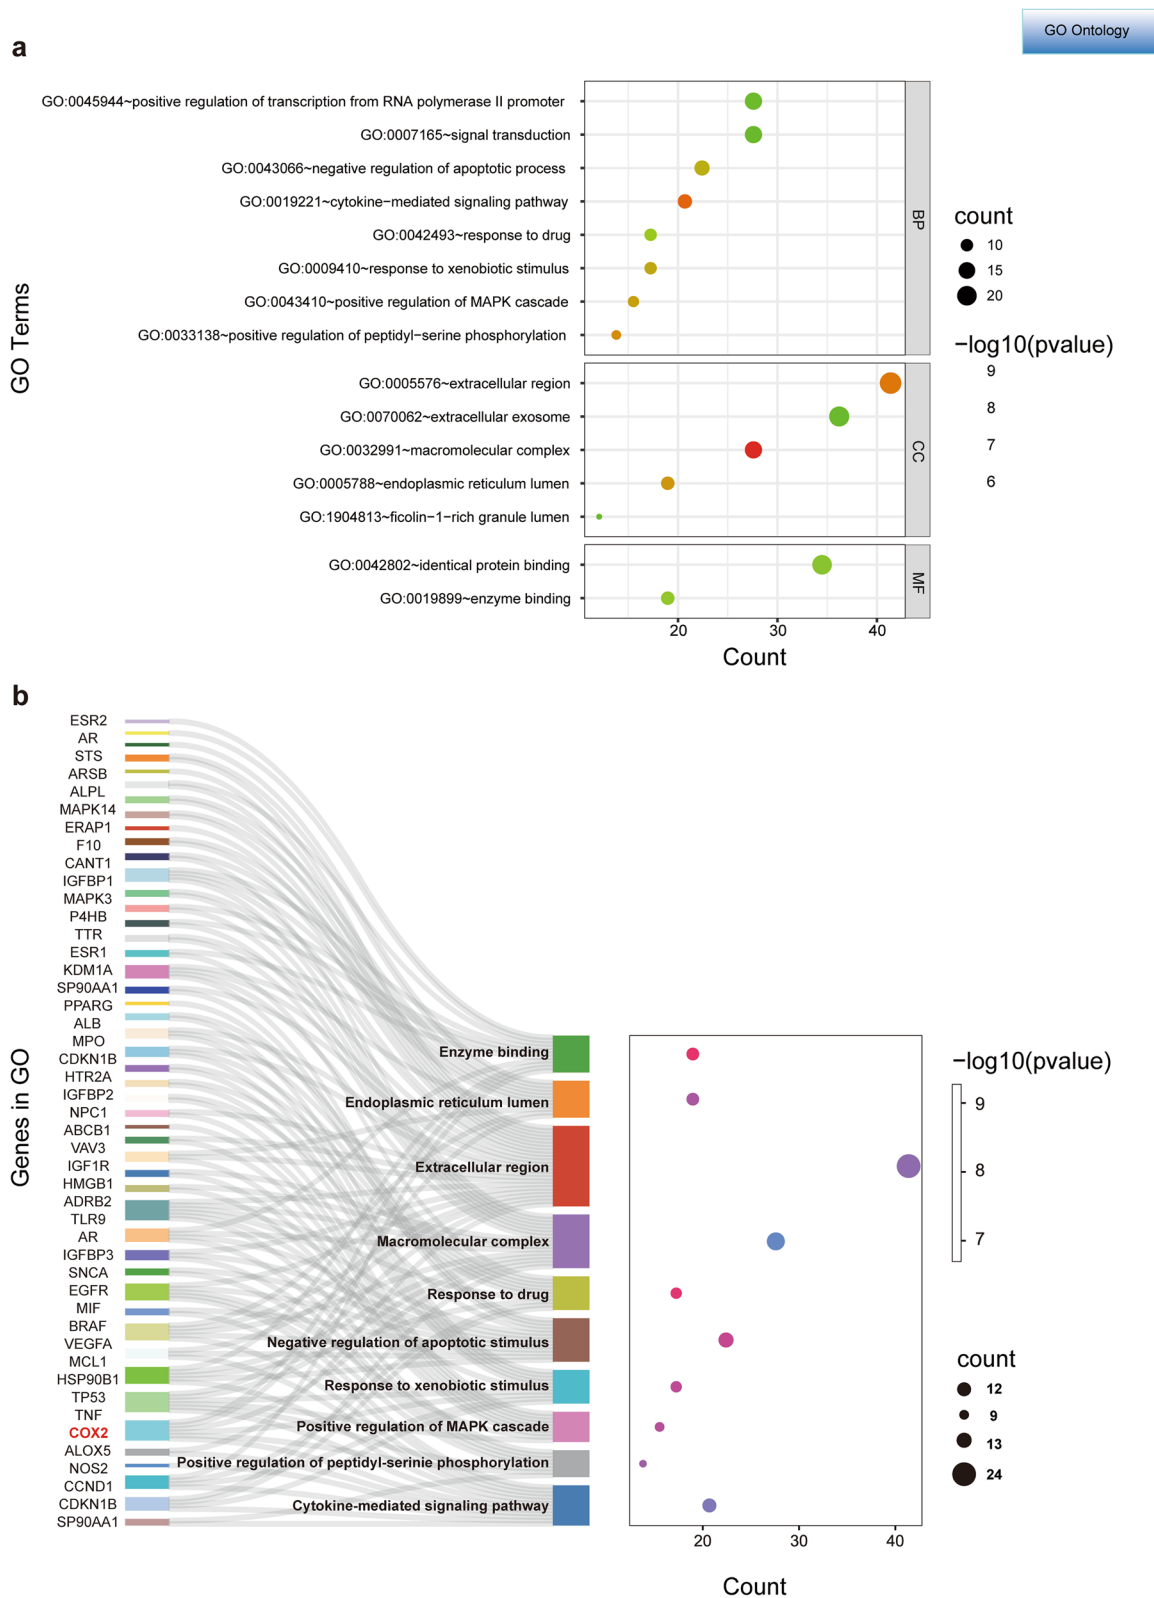 a
GO Ontology
GO Terms
GO:0045944~positive regulation of transcription from RNA polymerase II promoter
GO:0007165~signal transduction
GO:0043066~negative regulation of apoptotic process
GO:0019221~cytokine−mediated signaling pathway
GO:0042493~response to drug
GO:0009410~response to xenobiotic stimulus
GO:0043410~positive regulation of MAPK cascade
GO:0033138~positive regulation of peptidyl−serine phosphorylation
BP
GO:0005576~extracellular region
GO:0070062~extracellular exosome
GO:0032991~macromolecular complex
GO:0005788~endoplasmic reticulum lumen
GO:1904813~ficolin−1−rich granule lumen
CC
GO:0042802~identical protein binding
GO:0019899~enzyme binding
MF
20 30 40
Count
count
10
15
20
−log10(pvalue)
9
8
7
6
b
Genes in GO
ESR2
AR
STS
ARSB
ALPL
MAPK14
ERAP1
F10
CANT1
IGFBP1
MAPK3
P4HB
TTR
ESR1
KDM1A
SP90AA1
PPARG
ALB
MPO
CDKN1B
HTR2A
IGFBP2
NPC1
ABCB1
VAV3
IGF1R
HMGB1
ADRB2
TLR9
AR
IGFBP3
SNCA
EGFR
MIF
BRAF
VEGFA
MCL1
HSP90B1
TP53
TNF
COX2
ALOX5
NOS2
CCND1
CDKN1B
SP90AA1
Enzyme binding
Endoplasmic reticulum lumen
Extracellular region
Macromolecular complex
Response to drug
Negative regulation of apoptotic stimulus
Response to xenobiotic stimulus
Positive regulation of MAPK cascade
Positive regulation of peptidyl-serinie phosphorylation
Cytokine-mediated signaling pathway
20 30 40
Count
−log10(pvalue)
9
8
7
count
12
9
13
24